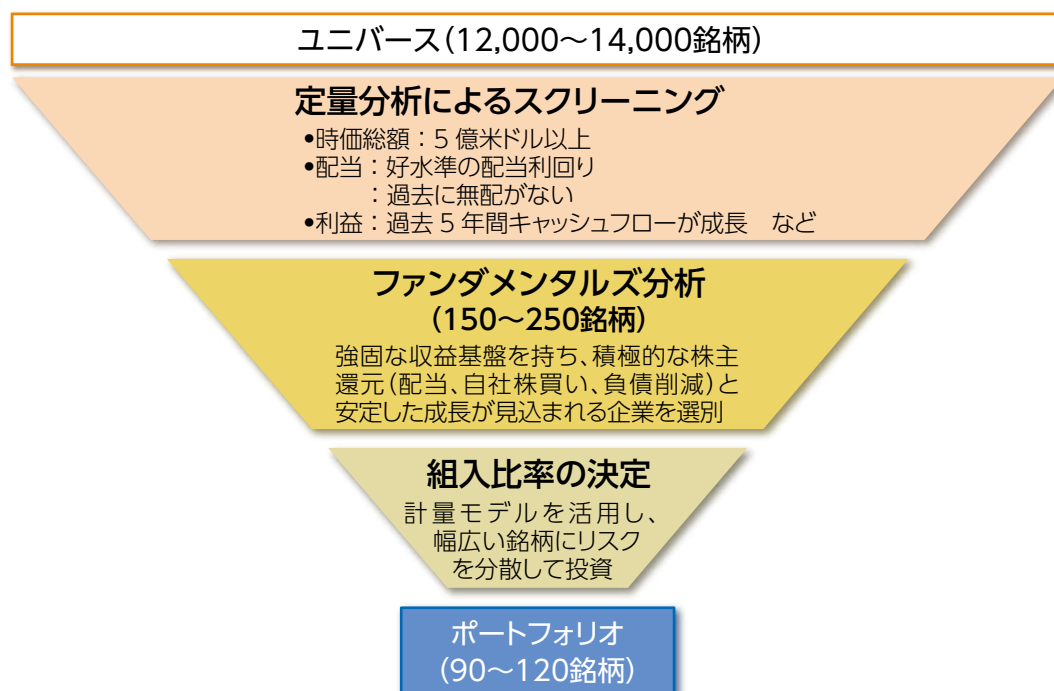 ユニバース(12,000〜14,000銘柄)
定量分析によるスクリーニング
•時価総額：5 億米ドル以上
•配当：好水準の配当利回り
：過去に無配がない
•利益：過去 5 年間キャッシュフローが成長　など
ファンダメンタルズ分析
(150〜250銘柄)
強固な収益基盤を持ち、積極的な株主
還元(配当、自社株買い、負債削減)と
安定した成長が見込まれる企業を選別
組入比率の決定
計量モデルを活用し、
幅広い銘柄にリスク
を分散して投資
ポートフォリオ
(90〜120銘柄)